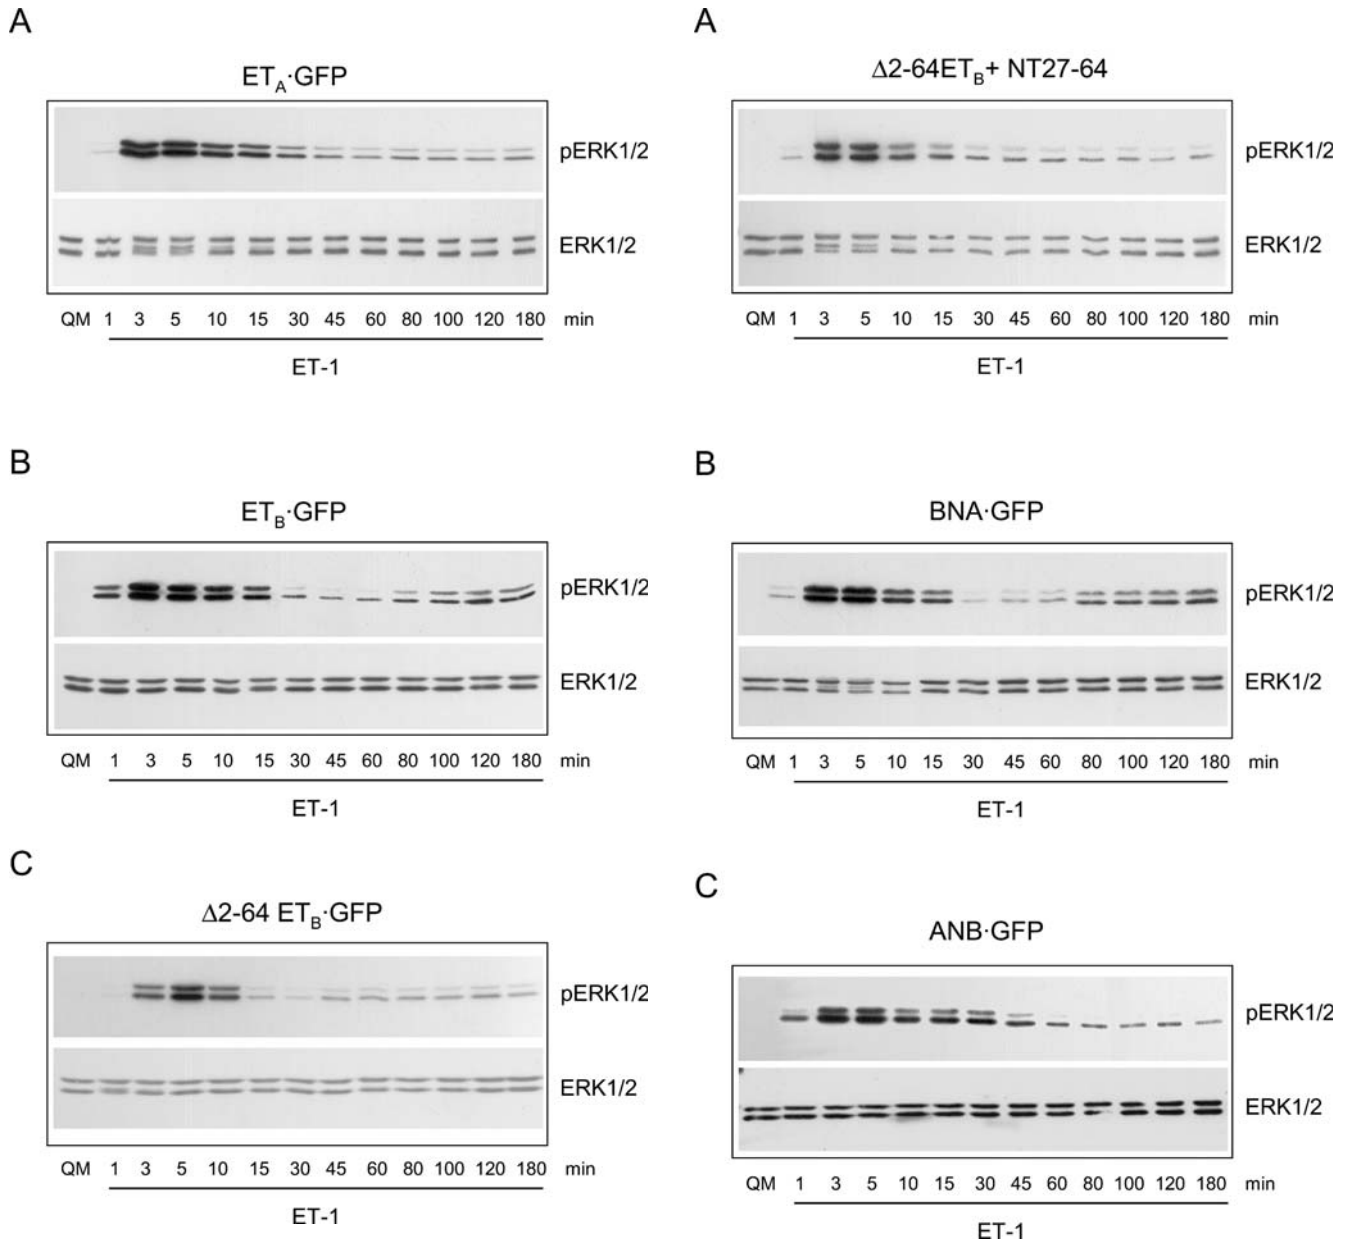 A
ET_A·GFP
pERK1/2
ERK1/2
QM 1 3 5 10 15 30 45 60 80 100 120 180 min
ET-1
B
ET_B·GFP
pERK1/2
ERK1/2
QM 1 3 5 10 15 30 45 60 80 100 120 180 min
ET-1
C
Δ2-64 ET_B·GFP
pERK1/2
ERK1/2
QM 1 3 5 10 15 30 45 60 80 100 120 180 min
ET-1
A
Δ2-64ET_B+ NT27-64
pERK1/2
ERK1/2
QM 1 3 5 10 15 30 45 60 80 100 120 180 min
ET-1
B
BNA·GFP
pERK1/2
ERK1/2
QM 1 3 5 10 15 30 45 60 80 100 120 180 min
ET-1
C
ANB·GFP
pERK1/2
ERK1/2
QM 1 3 5 10 15 30 45 60 80 100 120 180 min
ET-1